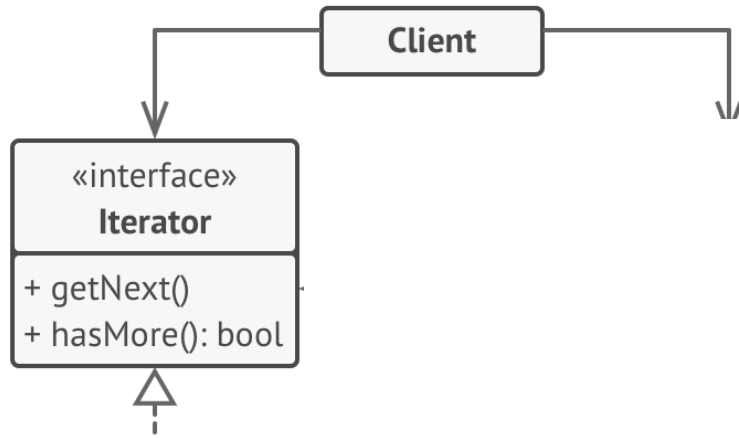 Client
«interface»
Iterator
+ getNext()
+ hasMore(): bool